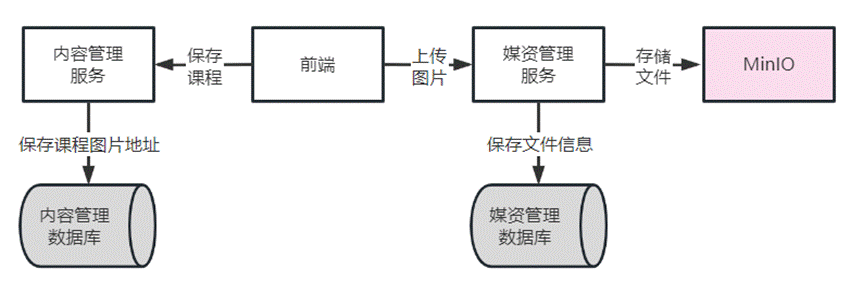 内容管理
服务
保存
课程
前端
上传
图片
媒资管理
服务
存储
文件
MinIO
保存课程图片地址
保存文件信息
内容管理
数据库
媒资管理
数据库